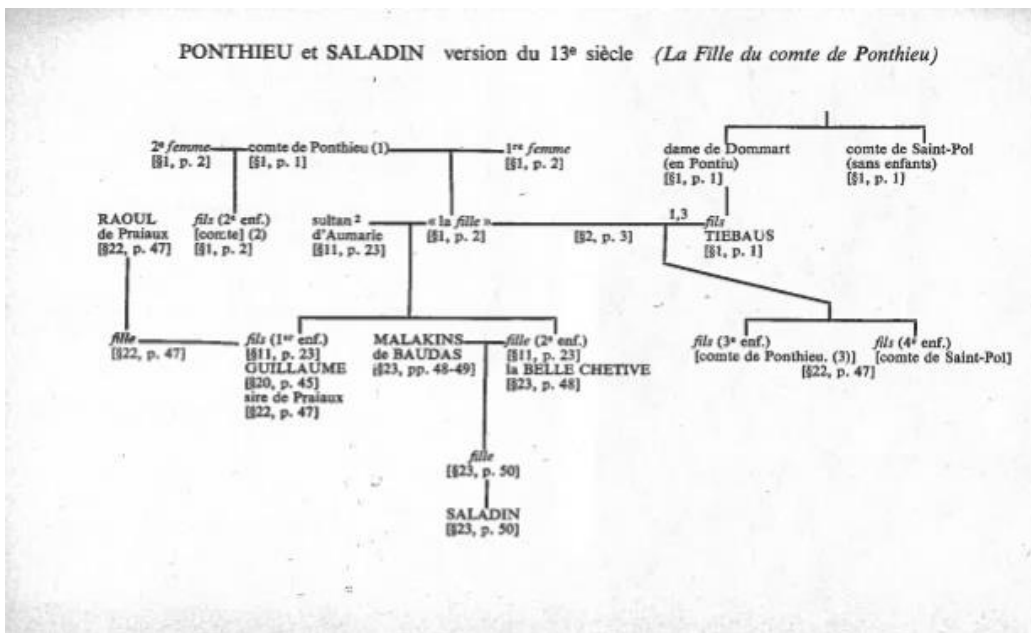 PONTHIEU et SALADIN version du 13e siècle (La Fille du comte de Ponthieu)
2e femme
[§1, p. 2]
comte de Ponthieu (1)
[§1, p. 1]
1re femme
[§1, p. 2]
dame de Dommart
(en Pontiu)
[§1, p. 1]
comte de Saint-Pol
(sans enfants)
[§1, p. 1]
RAOUL
de Praiaux
[§22, p. 47]
fils (2e enf.)
[comte] (2)
[§1, p. 2]
sultan 2
d'Aumarie
[§11, p. 23]
« la fille »
[§1, p. 2]
[§2, p. 3]
1,3
fils
TIEBAUS
[§1, p. 1]
fille
[§22, p. 47]
fils (1er enf.)
[§11, p. 23]
GUILLAUME
[§20, p. 45]
sire de Praiaux
[§22, p. 47]
MALAKINS
de BAUDAS
[§23, pp. 48-49]
fille (2e enf.)
[§11, p. 23]
la BELLE CHETIVE
[§23, p. 48]
fils (3e enf.)
[comte de Ponthieu. (3)]
fils (4e enf.)
[comte de Saint-Pol]
[§22, p. 47]
fille
[§23, p. 50]
SALADIN
[§23, p. 50]